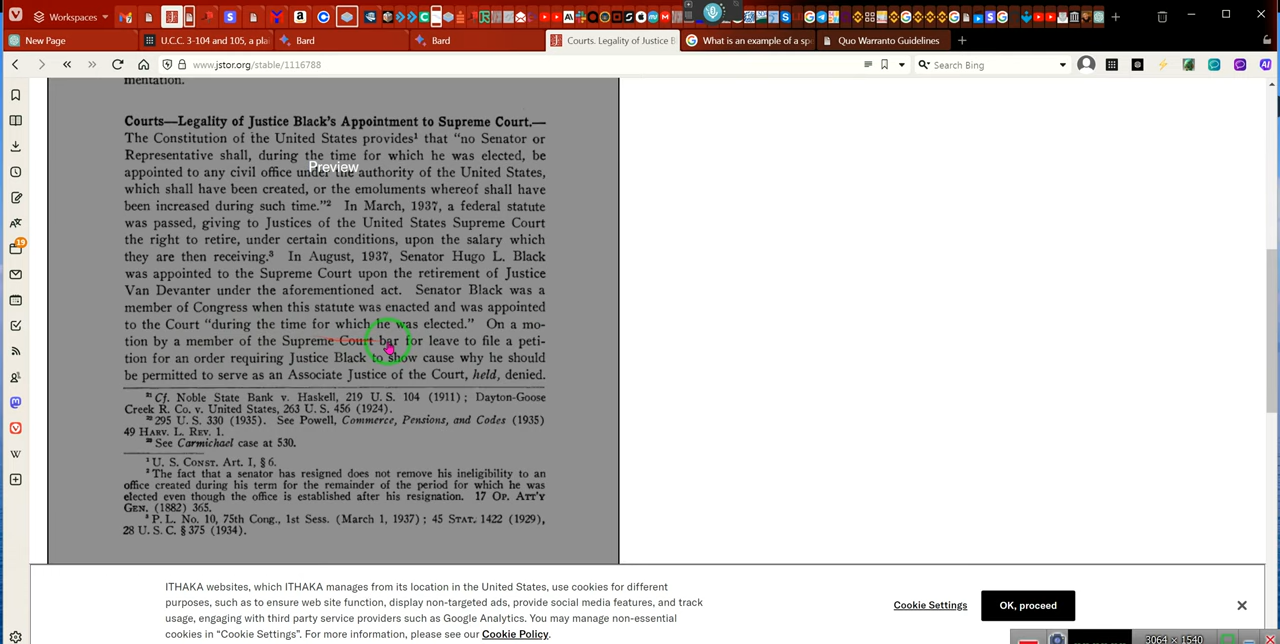 Workspaces
New Page
U.C.C. 3-104 and 105, a pla
Bard
Bard
Courts. Legality of Justice B
What is an example of a sp
Quo Warranto Guidelines
www.jstor.org/stable/1116788
Search Bing
19
mentation.
Courts—Legality of Justice Black's Appointment to Supreme Court.—
The Constitution of the United States provides¹ that "no Senator or
Representative shall, during the time for which he was elected, be
Preview
appointed to any civil office under the authority of the United States,
which shall have been created, or the emoluments whereof shall have
been increased during such time."² In March, 1937, a federal statute
was passed, giving to Justices of the United States Supreme Court
the right to retire, under certain conditions, upon the salary which
they are then receiving.³ In August, 1937, Senator Hugo L. Black
was appointed to the Supreme Court upon the retirement of Justice
Van Devanter under the aforementioned act. Senator Black was a
member of Congress when this statute was enacted and was appointed
to the Court "during the time for which he was elected." On a mo-
tion by a member of the Supreme Court bar for leave to file a peti-
tion for an order requiring Justice Black to show cause why he should
be permitted to serve as an Associate Justice of the Court, held, denied.
²¹ Cf. Noble State Bank v. Haskell, 219 U. S. 104 (1911); Dayton-Goose
Creek R. Co. v. United States, 263 U. S. 456 (1924).
²² 295 U. S. 330 (1935). See Powell, Commerce, Pensions, and Codes (1935)
49 HARV. L. REV. 1.
²³ See Carmichael case at 530.
¹ U. S. CONST. Art. I, § 6.
² The fact that a senator has resigned does not remove his ineligibility to an
office created during his term for the remainder of the period for which he was
elected even though the office is established after his resignation. 17 OP. ATT'Y
GEN. (1882) 365.
³ P. L. No. 10, 75th Cong., 1st Sess. (March 1, 1937); 45 STAT. 1422 (1929),
28 U. S. C. § 375 (1934).
ITHAKA websites, which ITHAKA manages from its location in the United States, use cookies for different
purposes, such as to ensure web site function, display non-targeted ads, provide social media features, and track
usage, engaging with third party service providers such as Google Analytics. You may manage non-essential
cookies in "Cookie Settings". For more information, please see our Cookie Policy.
Cookie Settings
OK, proceed
3064 x 1540